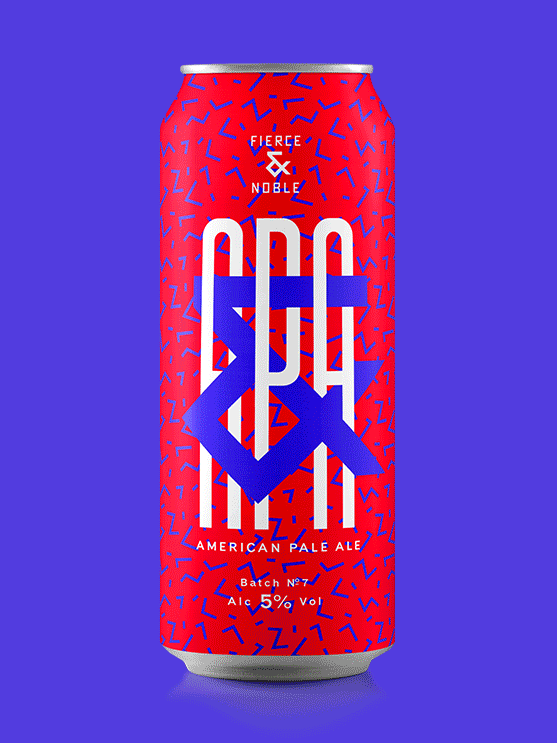 FIERCE
&
NOBLE
APA
&
AMERICAN PALE ALE
Batch Nº7
Alc 5% Vol